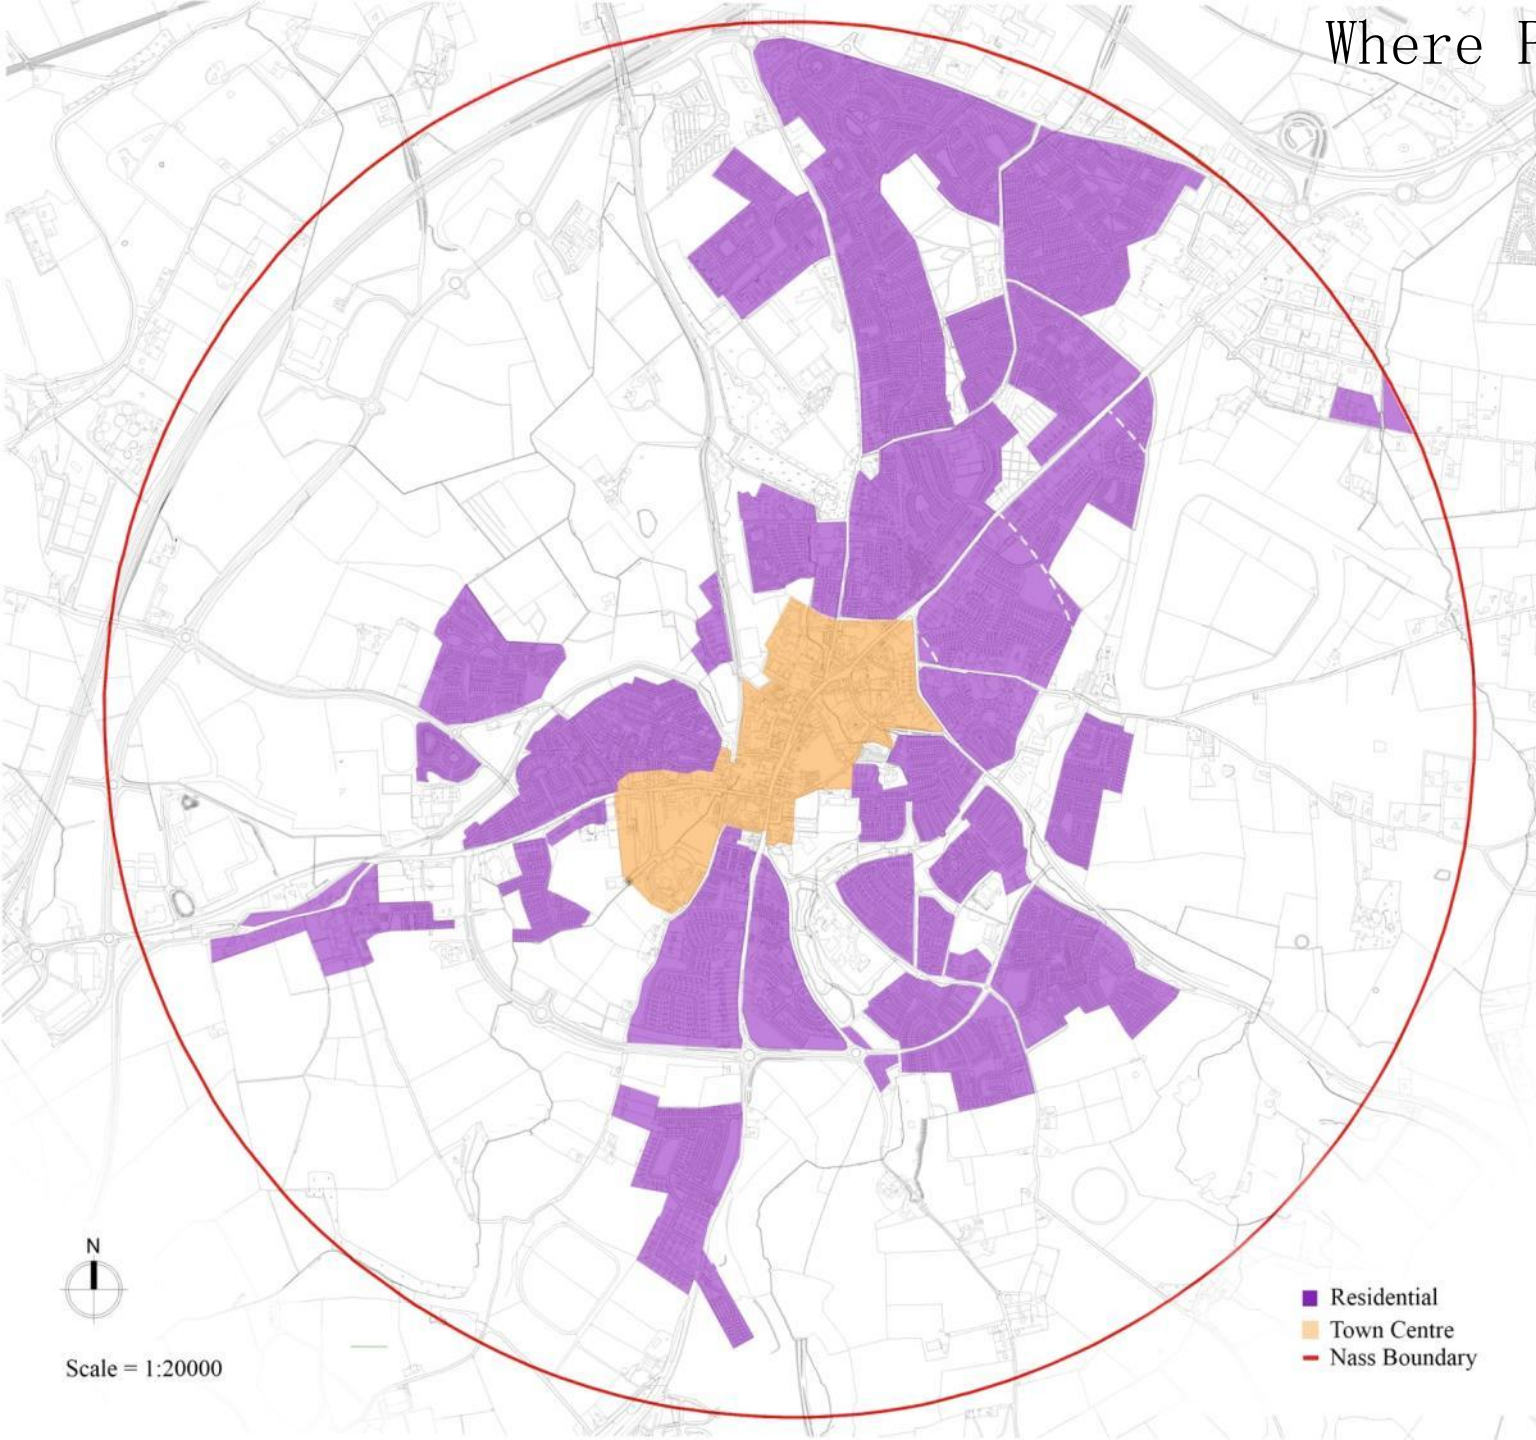 Where
N
Scale = 1:20000
Residential
Town Centre
Nass Boundary